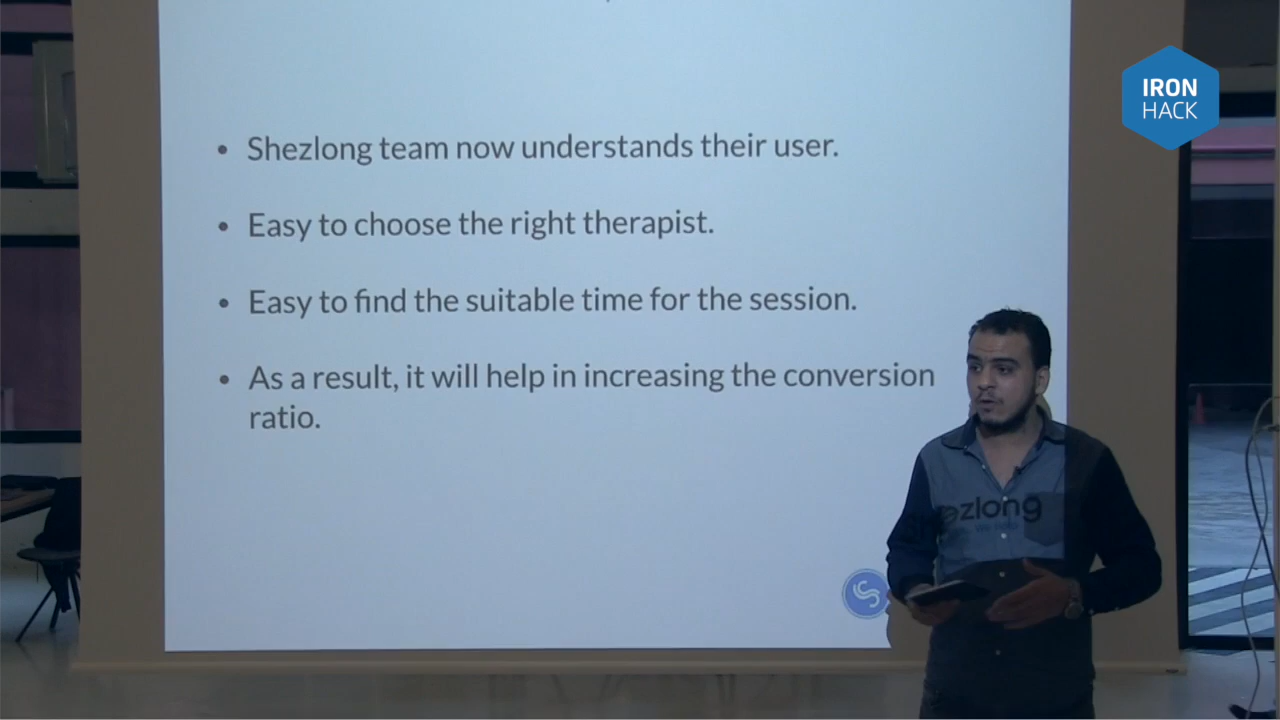 IRON
HACK
• Shezlong team now understands their user.
• Easy to choose the right therapist.
• Easy to find the suitable time for the session.
• As a result, it will help in increasing the conversion
ratio.
ezlong